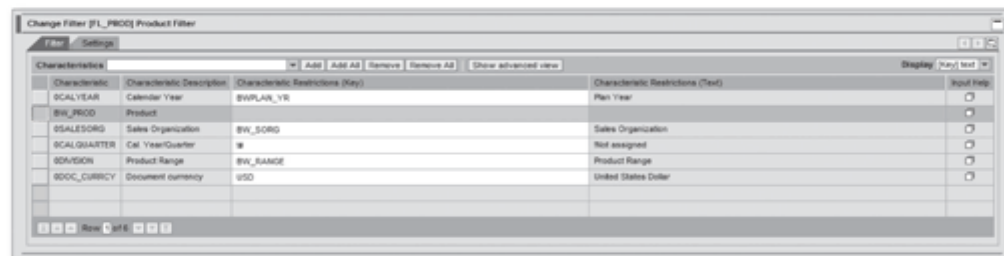 Change Filter [FL_PROD] Product Filter
Filter Settings
Characteristics Add Add All Remove Remove All Show advanced view Display [Key] text
Characteristic Characteristic Description Characteristic Restrictions (Key) Characteristic Restrictions (Text) Input Help
0CALYEAR Calendar Year BWPLAN_YR Plan Year
BW_PROD Product
0SALESORG Sales Organization BW_SORG Sales Organization
0CALQUARTER Cal. Year/Quarter # Not assigned
0DIVISION Product Range BW_RANGE Product Range
0DOC_CURRCY Document currency USD United States Dollar
Row 1 of 6